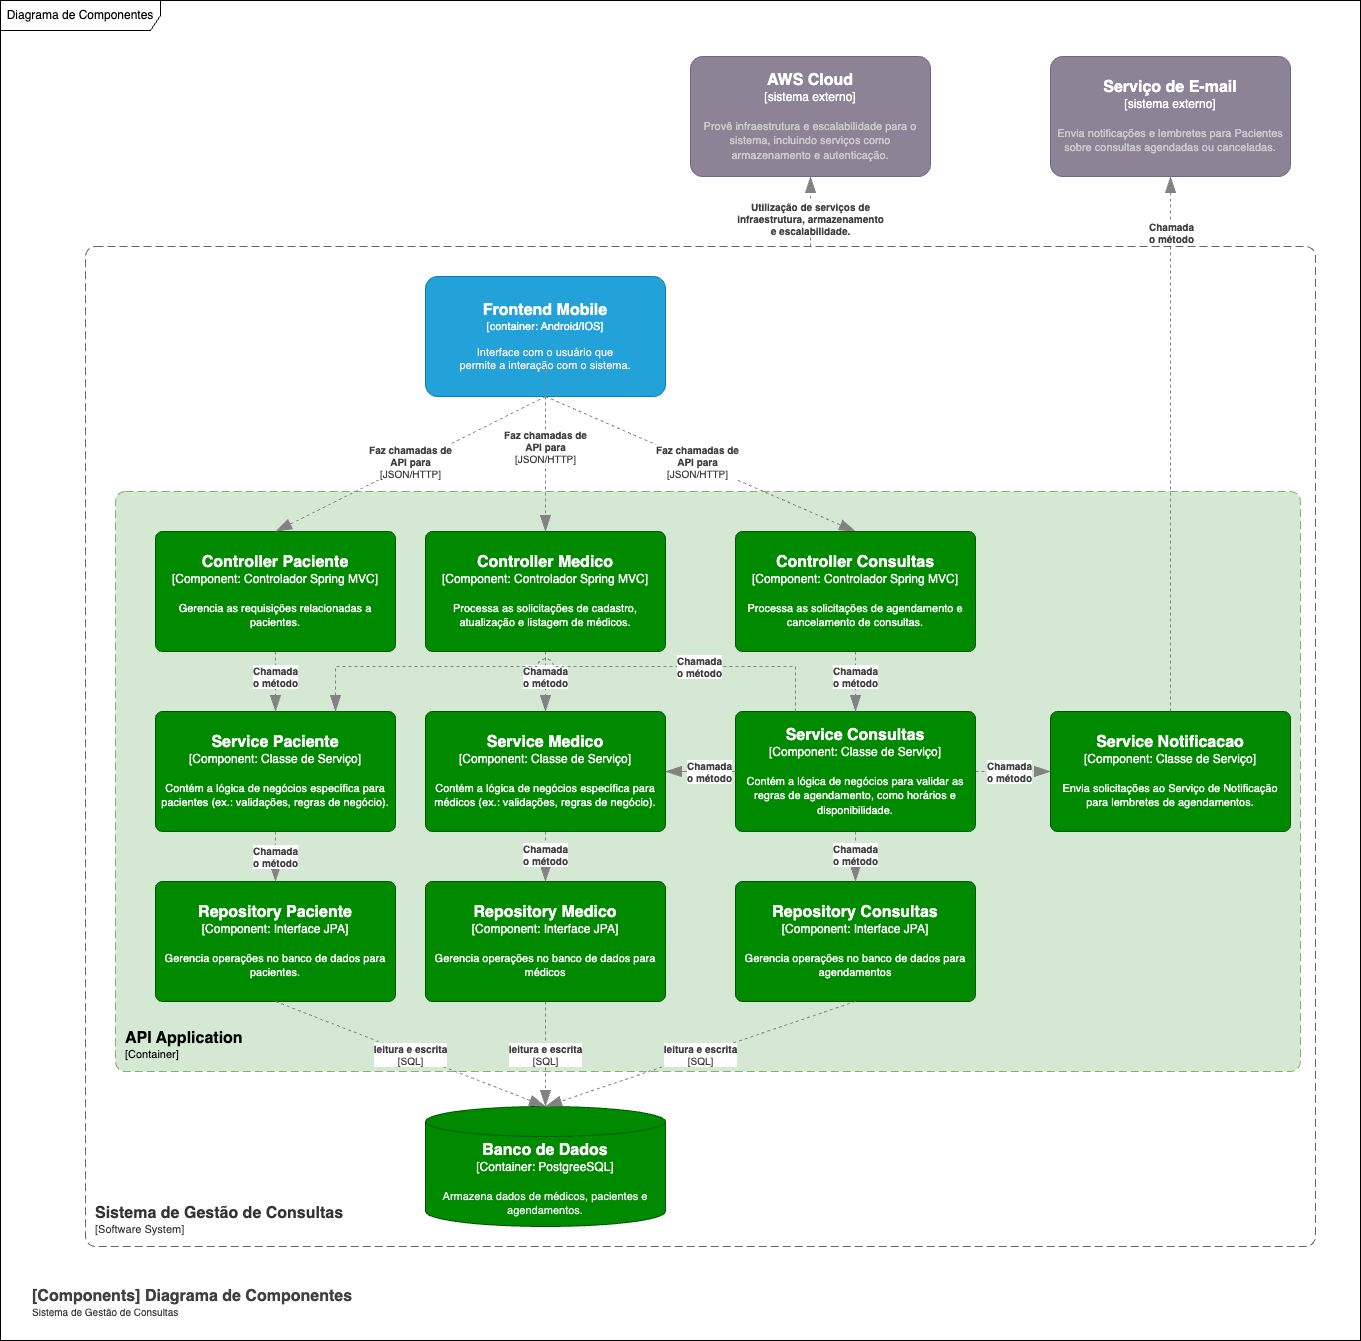 Diagrama de Componentes
AWS Cloud
[sistema externo]
Provê infraestrutura e escalabilidade para o
sistema, incluindo serviços como
armazenamento e autenticação.
Serviço de E-mail
[sistema externo]
Envia notificações e lembretes para Pacientes
sobre consultas agendadas ou canceladas.
Utilização de serviços de
infraestrutura, armazenamento
e escalabilidade.
Chamada
o método
Frontend Mobile
[container: Android/IOS]
Interface com o usuário que
permite a interação com o sistema.
Faz chamadas de
API para
[JSON/HTTP]
Faz chamadas de
API para
[JSON/HTTP]
Faz chamadas de
API para
[JSON/HTTP]
Controller Paciente
[Component: Controlador Spring MVC]
Gerencia as requisições relacionadas a
pacientes.
Controller Medico
[Component: Controlador Spring MVC]
Processa as solicitações de cadastro,
atualização e listagem de médicos.
Controller Consultas
[Component: Controlador Spring MVC]
Processa as solicitações de agendamento e
cancelamento de consultas.
Chamada
o método
Chamada
o método
Chamada
o método
Chamada
o método
Service Paciente
[Component: Classe de Serviço]
Contém a lógica de negócios específica para
pacientes (ex.: validações, regras de negócio).
Service Medico
[Component: Classe de Serviço]
Contém a lógica de negócios específica para
médicos (ex.: validações, regras de negócio).
Chamada
o método
Service Consultas
[Component: Classe de Serviço]
Contém a lógica de negócios para validar as
regras de agendamento, como horários e
disponibilidade.
Chamada
o método
Service Notificacao
[Component: Classe de Serviço]
Envia solicitações ao Serviço de Notificação
para lembretes de agendamentos.
Chamada
o método
Chamada
o método
Chamada
o método
Repository Paciente
[Component: Interface JPA]
Gerencia operações no banco de dados para
pacientes.
Repository Medico
[Component: Interface JPA]
Gerencia operações no banco de dados para
médicos
Repository Consultas
[Component: Interface JPA]
Gerencia operações no banco de dados para
agendamentos
API Application
[Container]
leitura e escrita
[SQL]
leitura e escrita
[SQL]
leitura e escrita
[SQL]
Banco de Dados
[Container: PostgreeSQL]
Armazena dados de médicos, pacientes e
agendamentos.
Sistema de Gestão de Consultas
[Software System]
[Components] Diagrama de Componentes
Sistema de Gestão de Consultas